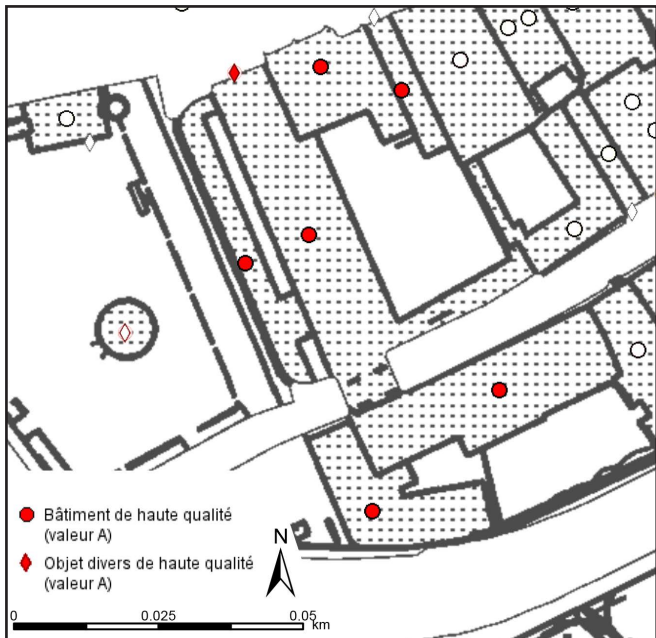 Bâtiment de haute qualité
(valeur A)
Objet divers de haute qualité
(valeur A)
N
0 0.025 0.05
km